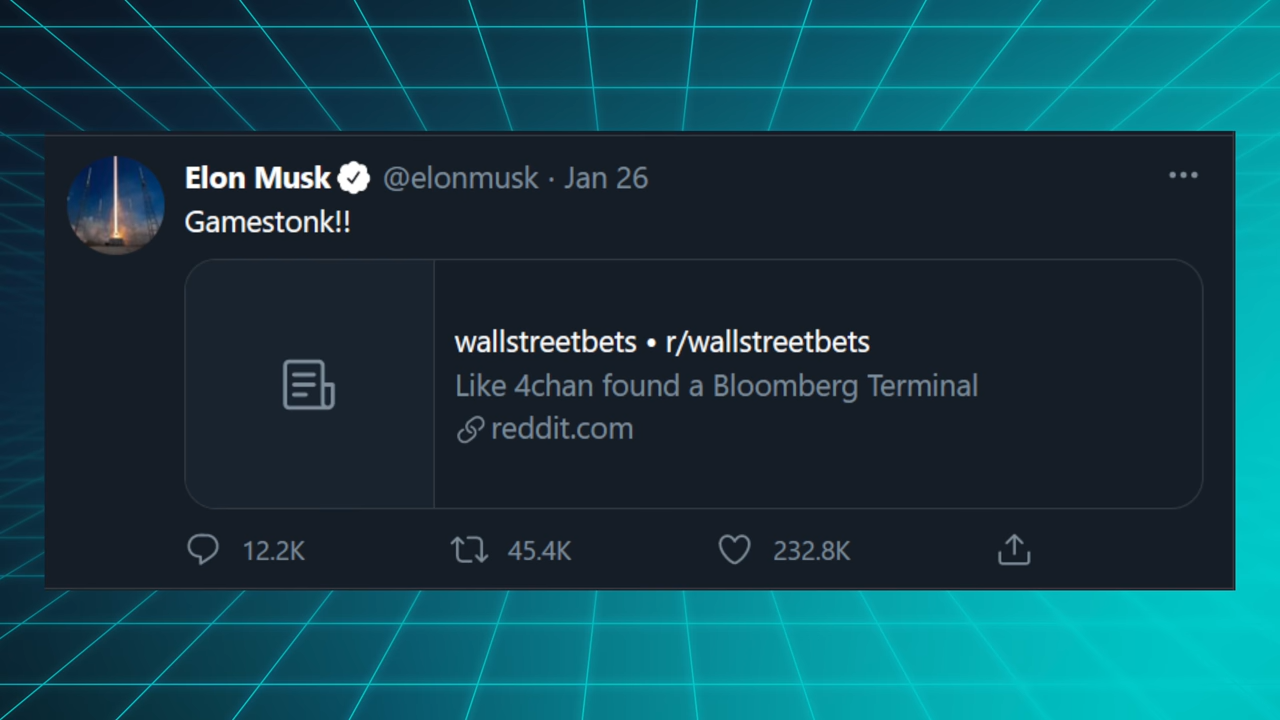 Elon Musk @elonmusk · Jan 26
Gamestonk!!
wallstreetbets • r/wallstreetbets
Like 4chan found a Bloomberg Terminal
reddit.com
12.2K 45.4K 232.8K